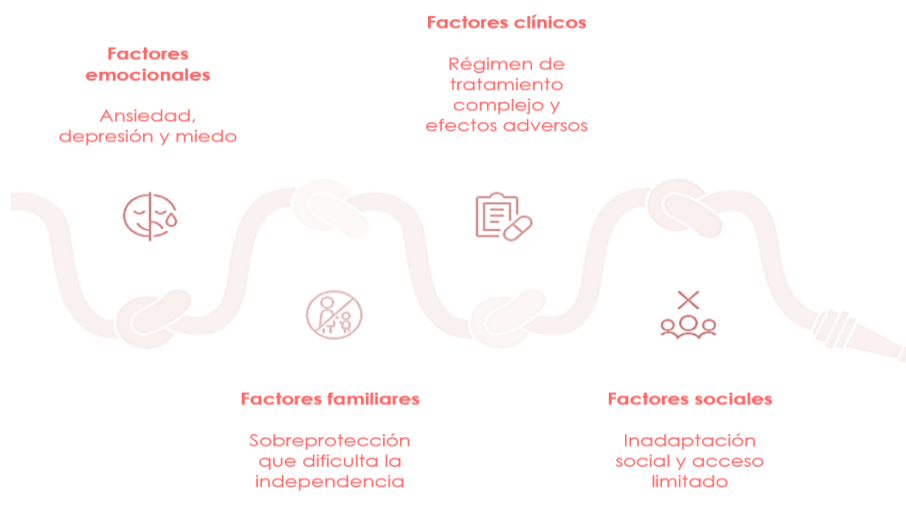 Factores
emocionales
Ansiedad,
depresión y miedo
Factores familiares
Sobreprotección
que dificulta la
independencia
Factores clínicos
Régimen de
tratamiento
complejo y
efectos adversos
Factores sociales
Inadaptación
social y acceso
limitado